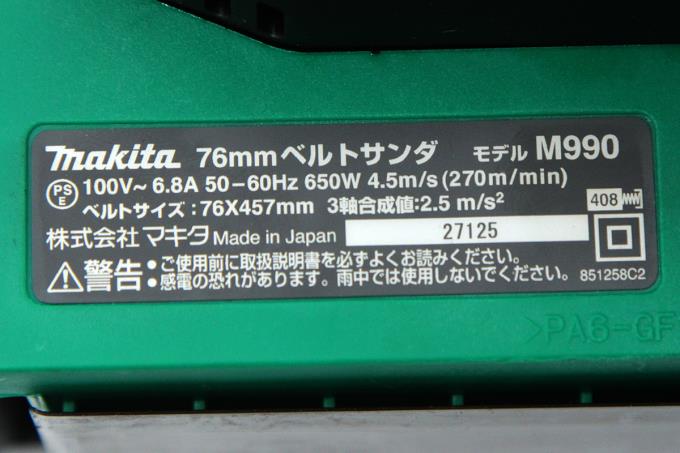 makita 76mmベルトサンダ モデル M990
PSE 100V～ 6.8A 50－60Hz 650W 4.5m/s (270m/min)
ベルトサイズ：76X457mm 3軸合成値：2.5 m/s² 408
株式会社マキタ Made in Japan 27125
警告：●ご使用前に取扱説明書を必ずよくお読みください。
●感電の恐れがあります。雨中では使用しないでください。 851258C2
>PA6-GF